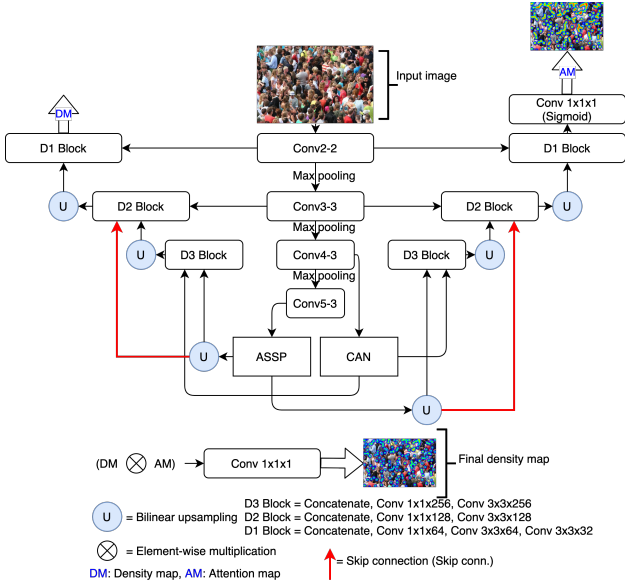 Input image
AM
Conv 1x1x1
(Sigmoid)
DM
D1 Block
Conv2-2
D1 Block
Max pooling
U
D2 Block
Conv3-3
D2 Block
U
Max pooling
U
D3 Block
Conv4-3
D3 Block
U
Max pooling
Conv5-3
U
ASSP
CAN
U
(DM AM)
Conv 1x1x1
Final density map
U = Bilinear upsampling
D3 Block = Concatenate, Conv 1x1x256, Conv 3x3x256
D2 Block = Concatenate, Conv 1x1x128, Conv 3x3x128
D1 Block = Concatenate, Conv 1x1x64, Conv 3x3x64, Conv 3x3x32
= Element-wise multiplication
= Skip connection (Skip conn.)
DM: Density map, AM: Attention map